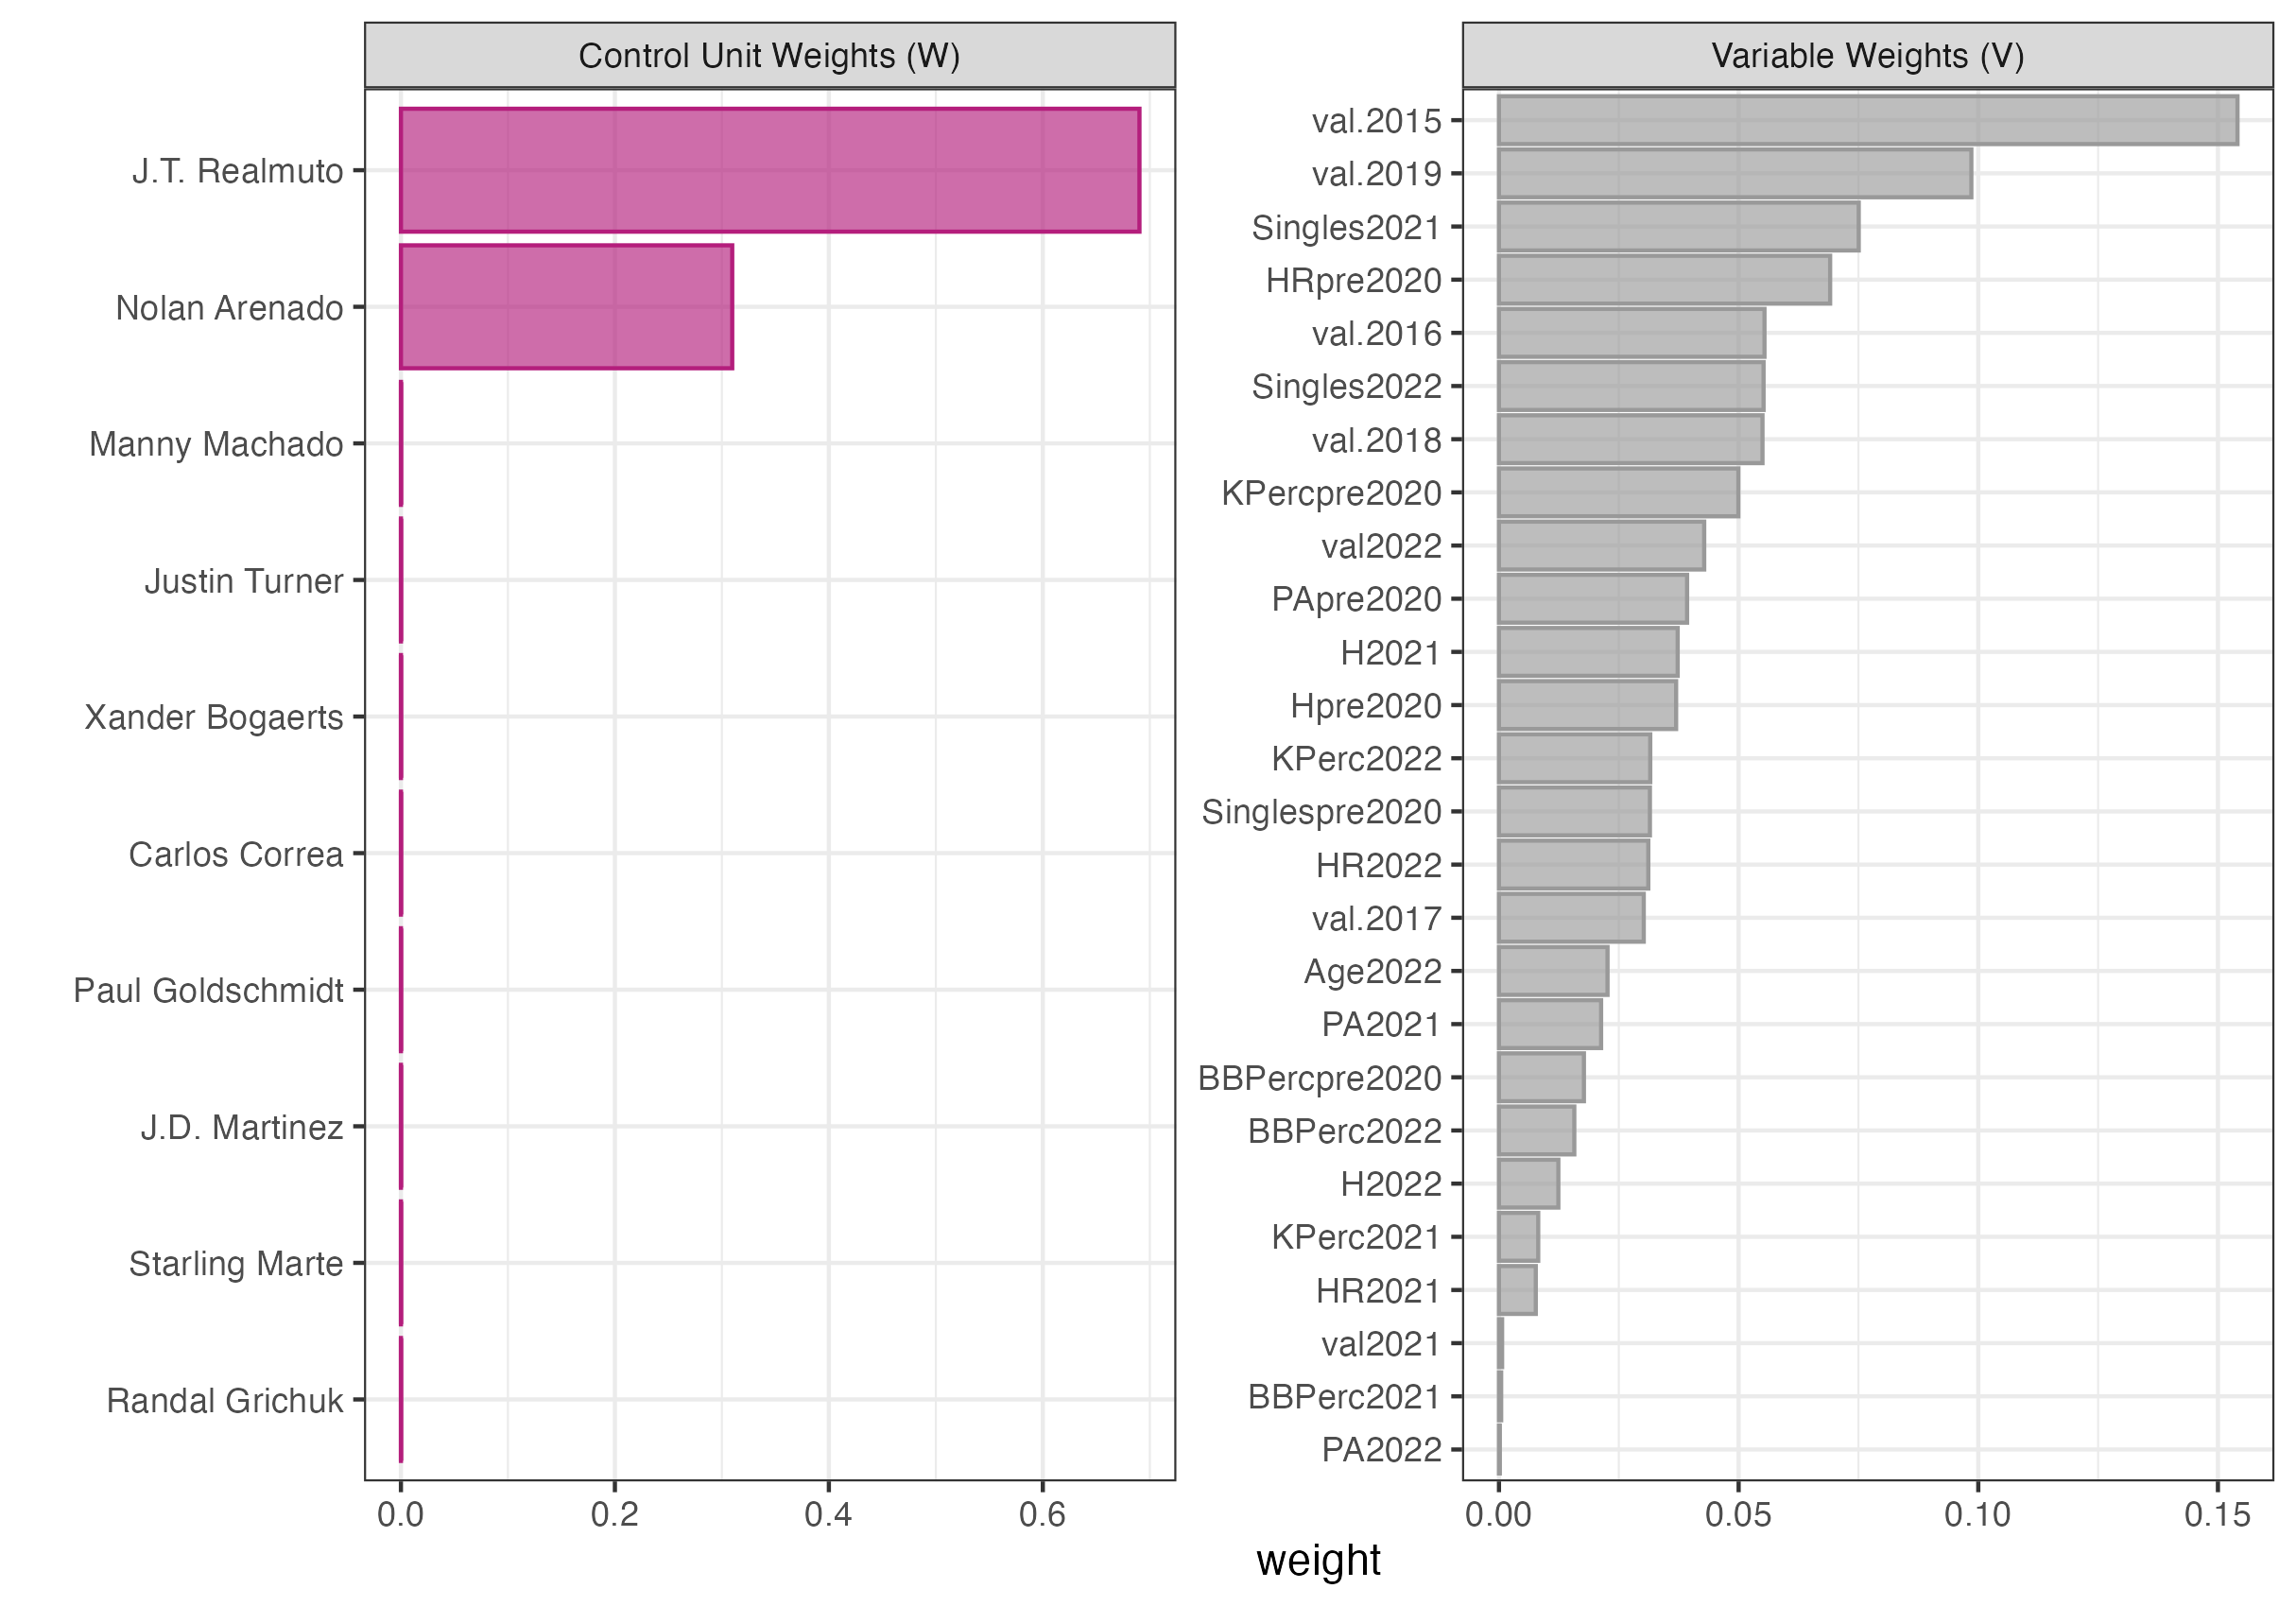 Control Unit Weights (W)
J.T. Realmuto
Nolan Arenado
Manny Machado
Justin Turner
Xander Bogaerts
Carlos Correa
Paul Goldschmidt
J.D. Martinez
Starling Marte
Randal Grichuk
0.0 0.2 0.4 0.6
Variable Weights (V)
val.2015
val.2019
Singles2021
HRpre2020
val.2016
Singles2022
val.2018
KPercpre2020
val2022
PApre2020
H2021
Hpre2020
KPerc2022
Singlespre2020
HR2022
val.2017
Age2022
PA2021
BBPercpre2020
BBPerc2022
H2022
KPerc2021
HR2021
val2021
BBPerc2021
PA2022
0.00 0.05 0.10 0.15
weight